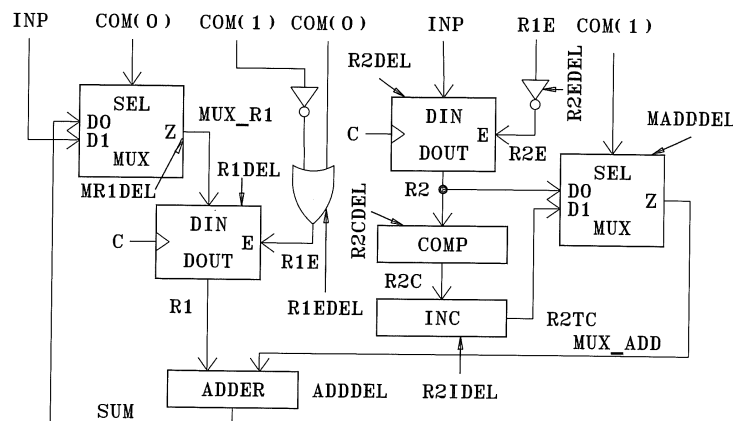 COM(0) COM(1) COM(0) INP R1E COM(1)
INP
R2DEL
R2EDEL
SEL
D0
D1
Z
MUX
MUX_R1
DIN
C
E
DOUT
R2E
MADDDEL
MR1DEL
R1DEL
R2
SEL
D0
D1
Z
MUX
DIN
C
E
DOUT
R1E
R2CDEL
COMP
R2C
R1
R1EDEL
INC
R2TC
MUX_ADD
ADDER
ADDDEL
R2IDEL
SUM